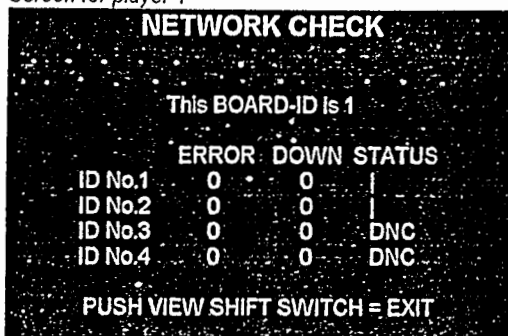 Screen for player 1
NETWORK CHECK
This BOARD-ID is 1
ERROR DOWN STATUS
ID No.1 0 0 |
ID No.2 0 0 |
ID No.3 0 0 DNC
ID No.4 0 0 DNC
PUSH VIEW SHIFT SWITCH = EXIT